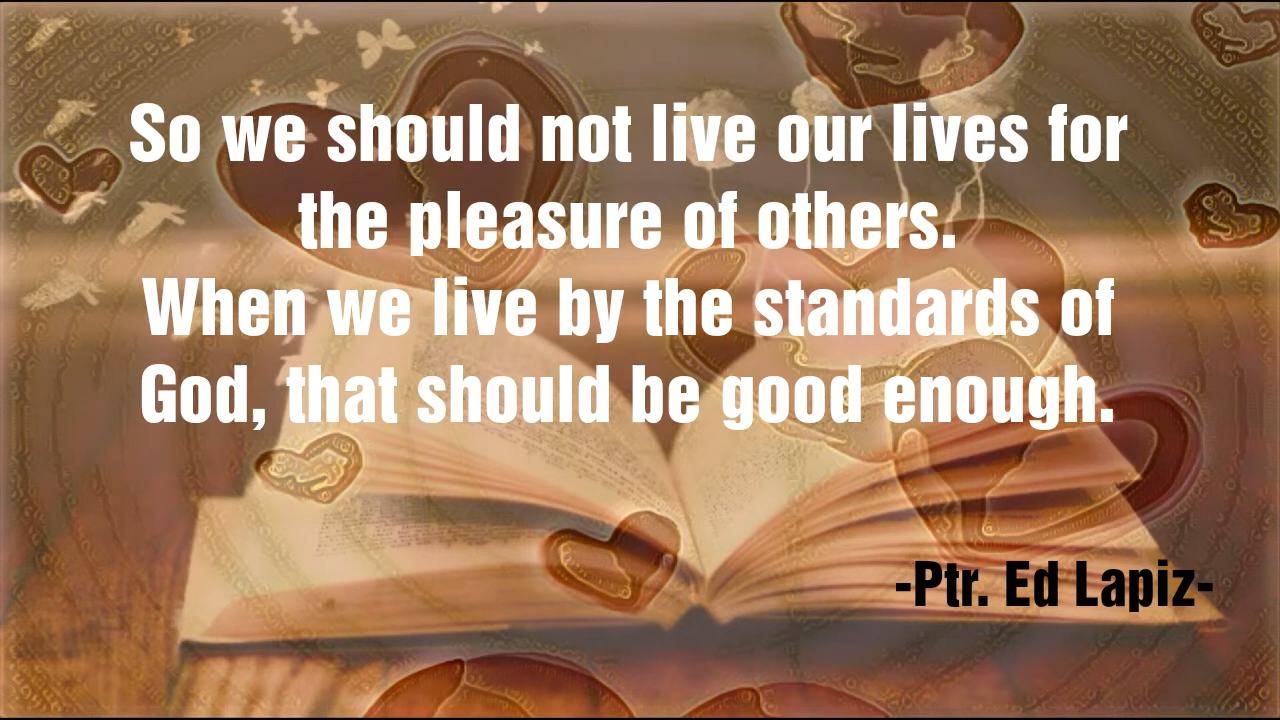 So we should not live our lives for
the pleasure of others.
When we live by the standards of
God, that should be good enough.
-Ptr. Ed Lapiz-